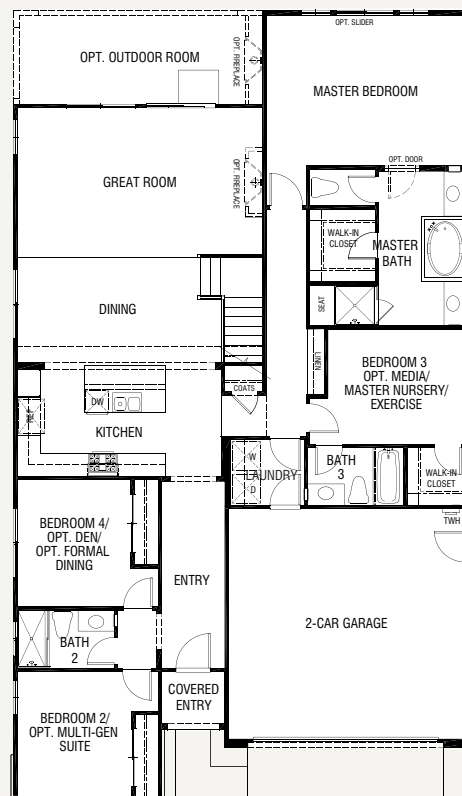 OPT. SLIDER
OPT. OUTDOOR ROOM
OPT. FIREPLACE
MASTER BEDROOM
OPT. DOOR
GREAT ROOM
OPT. FIREPLACE
WALK-IN
CLOSET
MASTER
BATH
SEAT
DINING
LINEN
BEDROOM 3
OPT. MEDIA/
MASTER NURSERY/
EXERCISE
COATS
DW
REF.
KITCHEN
W
D
LAUNDRY
BATH
3
WALK-IN
CLOSET
TWH
BEDROOM 4/
OPT. DEN/
OPT. FORMAL
DINING
ENTRY
2-CAR GARAGE
BATH
2
COVERED
ENTRY
BEDROOM 2/
OPT. MULTI-GEN
SUITE